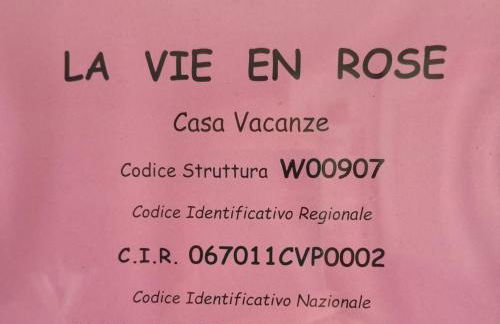 LA VIE EN ROSE
Casa Vacanze
Codice Struttura W00907
Codice Identificativo Regionale
C.I.R. 067011CVP0002
Codice Identificativo Nazionale